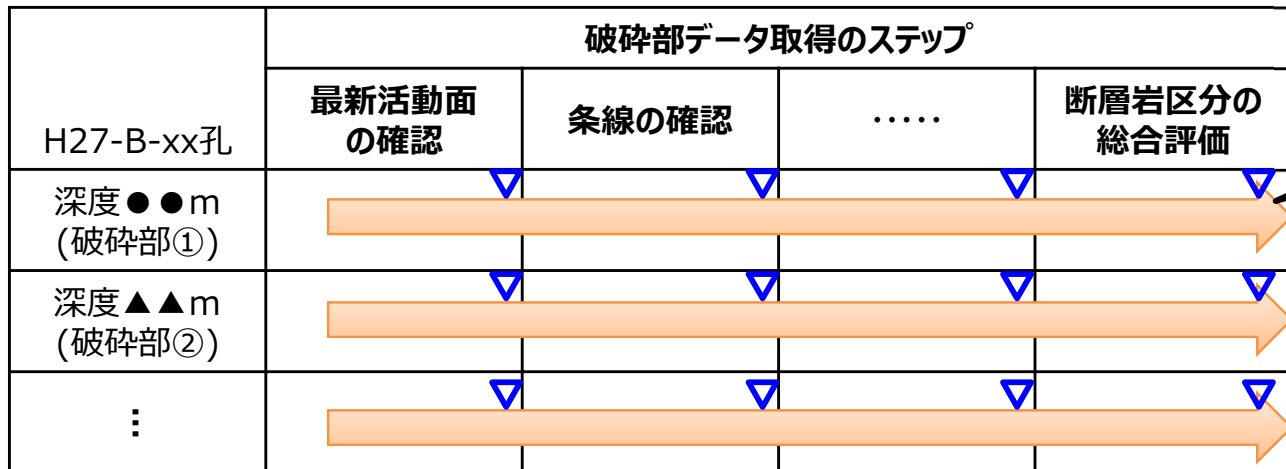 破砕部データ取得のステップ
H27-B-xx孔
最新活動面
の確認
条線の確認
‥‥‥
断層岩区分の
総合評価
深度●●m
(破砕部①)
深度▲▲m
(破砕部②)
⋮